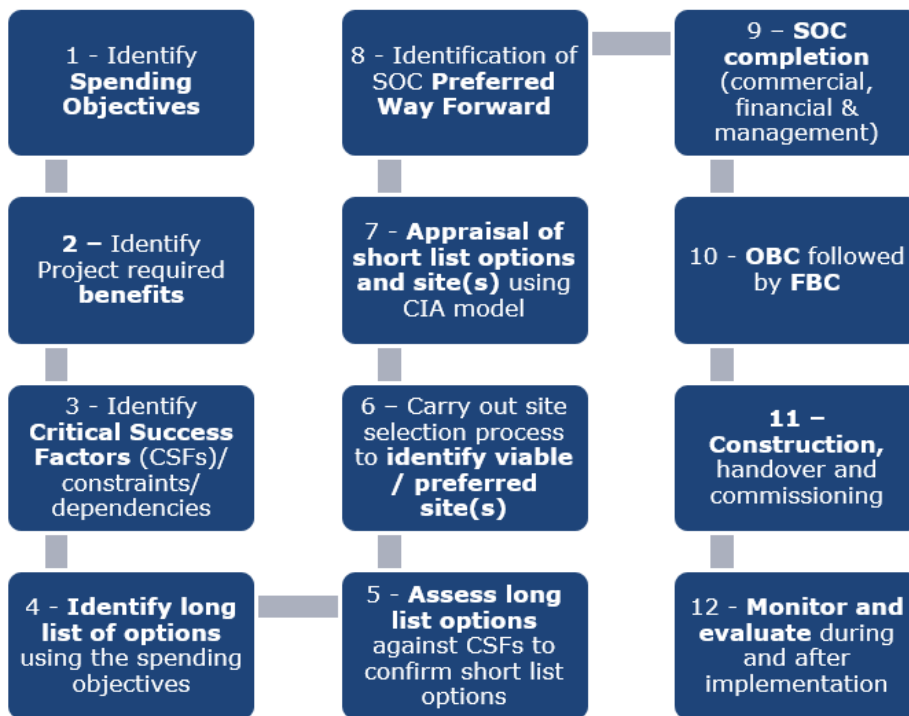 1 - Identify
Spending
Objectives
2 – Identify
Project required
benefits
3 - Identify
Critical Success
Factors (CSFs)/
constraints/
dependencies
4 - Identify long
list of options
using the spending
objectives
5 - Assess long
list options
against CSFs to
confirm short list
options
6 – Carry out site
selection process
to identify viable
/ preferred
site(s)
7 - Appraisal of
short list options
and site(s) using
CIA model
8 - Identification of
SOC Preferred
Way Forward
9 – SOC
completion
(commercial,
financial &
management)
10 - OBC followed
by FBC
11 –
Construction,
handover and
commissioning
12 - Monitor and
evaluate during
and after
implementation